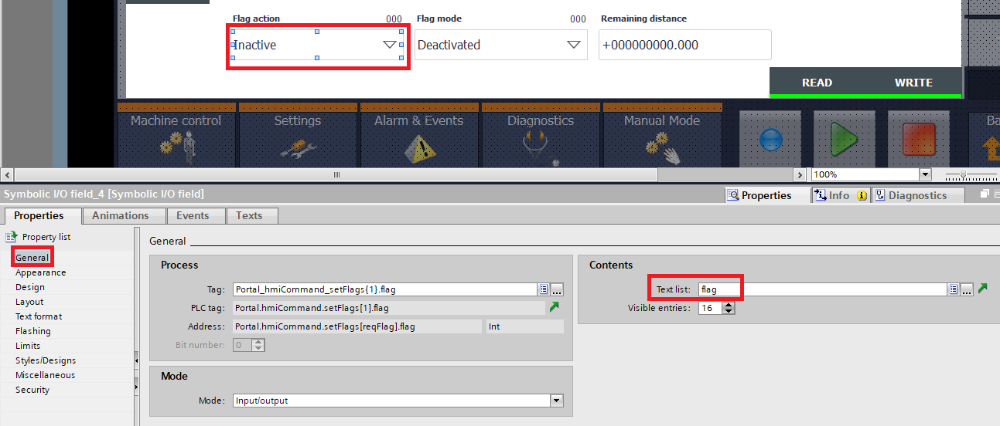 Flag action 000 Flag mode 000 Remaining distance
Inactive Deactivated +000000000.000
READ WRITE
Machine control Settings Alarm & Events Diagnostics Manual Mode Ba
100%
Symbolic I/O field_4 [Symbolic I/O field] Properties Info Diagnostics
Properties Animations Events Texts
Property list
General
Appearance
Design
Layout
Text format
Flashing
Limits
Styles/Designs
Miscellaneous
Security
General
Process
Tag: Portal_hmiCommand_setFlags{1}.flag ...
PLC tag: Portal.hmiCommand.setFlags[1].flag
Address: Portal.hmiCommand.setFlags[reqFlag].flag Int
Bit number: 0
Mode
Mode: Input/output
Contents
Text list: flag ...
Visible entries: 16